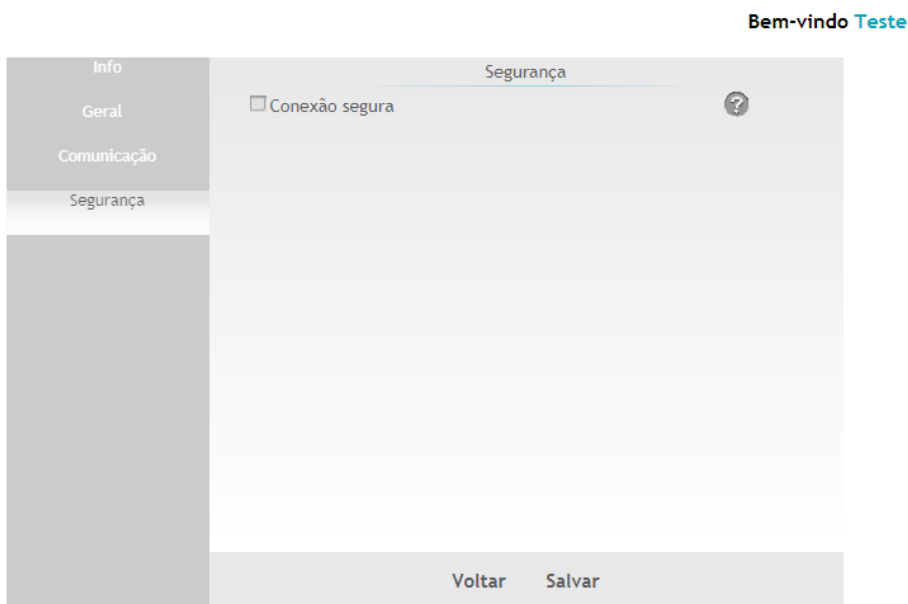 Bem-vindo Teste
Info
Geral
Comunicação
Segurança
Segurança
Conexão segura
?
Voltar Salvar